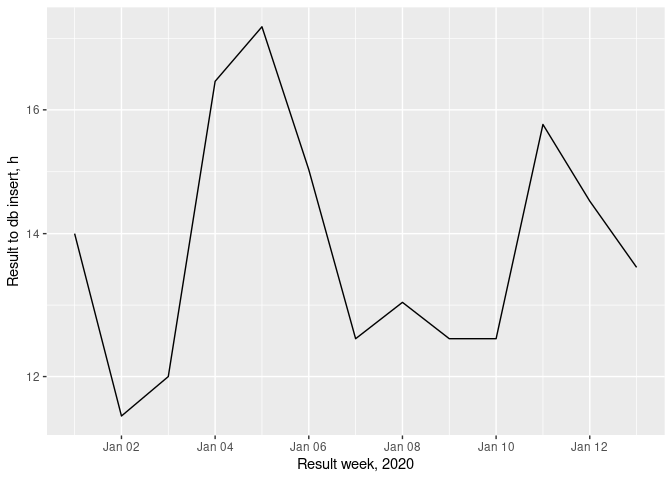 16
14
12
Result to db insert, h
Jan 02 Jan 04 Jan 06 Jan 08 Jan 10 Jan 12
Result week, 2020